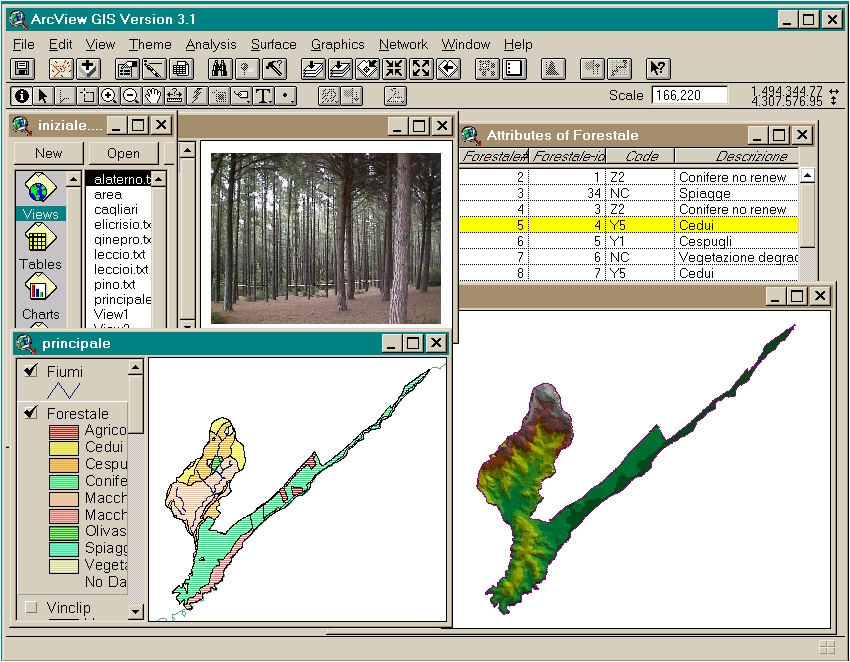 ArcView GIS Version 3.1
File Edit View Theme Analysis Surface Graphics Network Window Help
Scale 166,220
1.494.344.77
4.307.576.95
iniziale....
New Open
Views
Tables
Charts
alaterno.t
area
cagliari
elicrisio.tx
ginepro.tx
leccio.txt
leccioi.txt
pino.txt
principale
View1
View2
Attributes of Forestale
Forestale# Forestale-id Code Descrizione
2 1 Z2 Conifere no renew
3 34 NC Spiagge
4 3 Z2 Conifere no renew
5 4 Y5 Cedui
6 5 Y1 Cespugli
7 6 NC Vegetazione degrad
8 7 Y5 Cedui
principale
Fiumi
Forestale
Agrico
Cedui
Cespu
Conife
Macch
Macch
Olivas
Spiagg
Vegeta
No Da
Vinclip